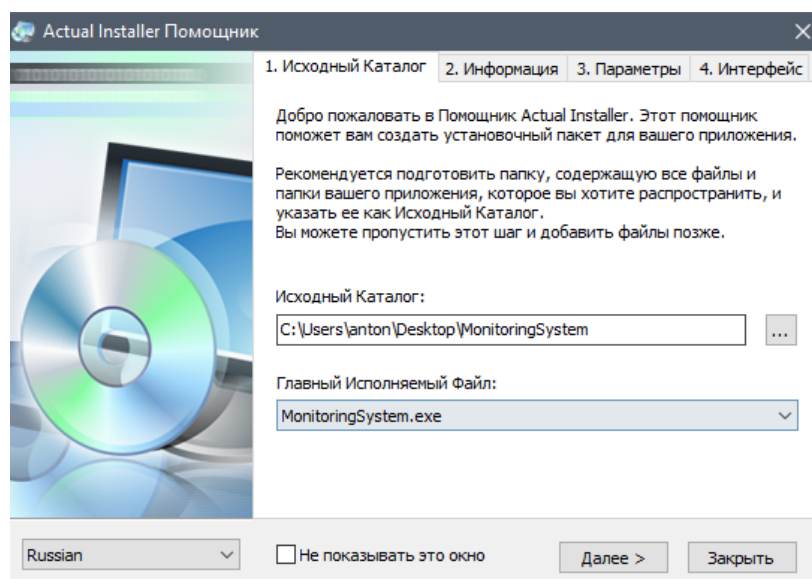 Actual Installer Помощник
1. Исходный Каталог
2. Информация
3. Параметры
4. Интерфейс
Добро пожаловать в Помощник Actual Installer. Этот помощник
поможет вам создать установочный пакет для вашего приложения.
Рекомендуется подготовить папку, содержащую все файлы и
папки вашего приложения, которое вы хотите распространить, и
указать ее как Исходный Каталог.
Вы можете пропустить этот шаг и добавить файлы позже.
Исходный Каталог:
C:\Users\anton\Desktop\MonitoringSystem
...
Главный Исполняемый Файл:
MonitoringSystem.exe
Russian
Не показывать это окно
Далее >
Закрыть